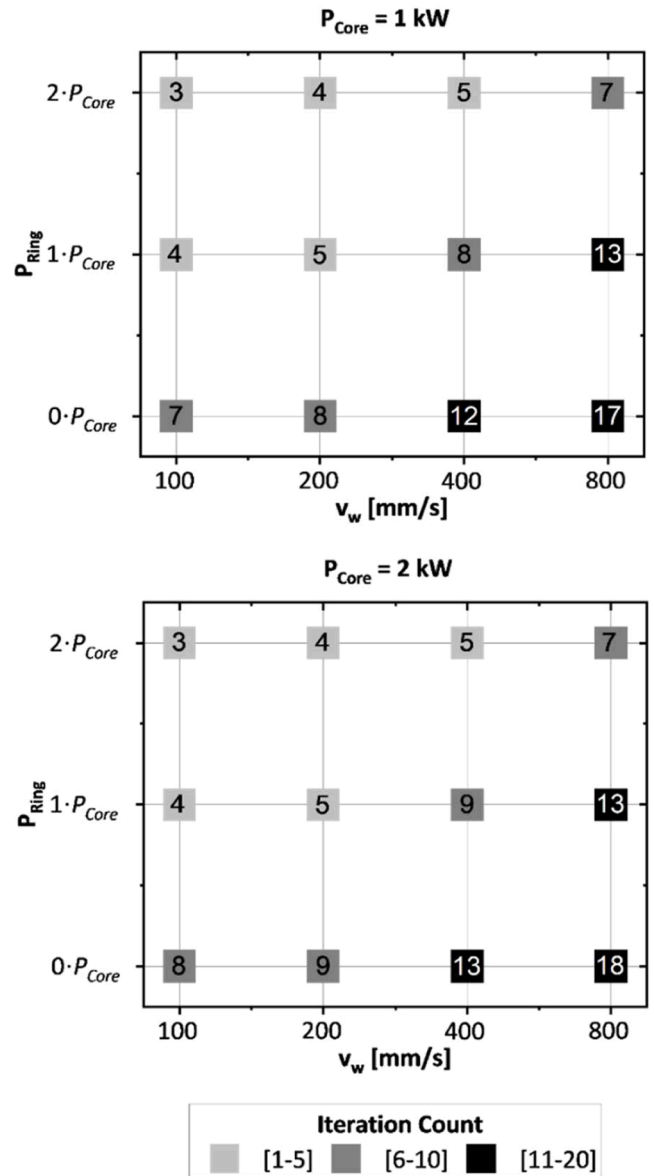 P_Core = 1 kW
2·P_Core 3 4 5 7
P_Ring 1·P_Core 4 5 8 13
0·P_Core 7 8 12 17
100 200 400 800
v_w [mm/s]
P_Core = 2 kW
2·P_Core 3 4 5 7
P_Ring 1·P_Core 4 5 9 13
0·P_Core 8 9 13 18
100 200 400 800
v_w [mm/s]
Iteration Count
[1-5] [6-10] [11-20]